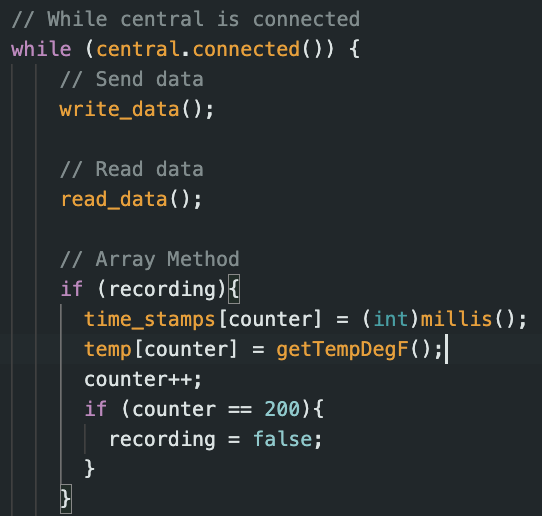 // While central is connected
while (central.connected()) {
// Send data
write_data();
// Read data
read_data();
// Array Method
if (recording){
time_stamps[counter] = (int)millis();
temp[counter] = getTempDegF();
counter++;
if (counter == 200){
recording = false;
}
}